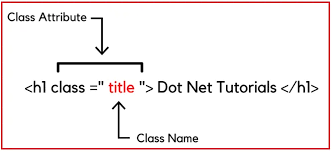 Class Attribute
<h1 class =" title "> Dot Net Tutorials </h1>
Class Name